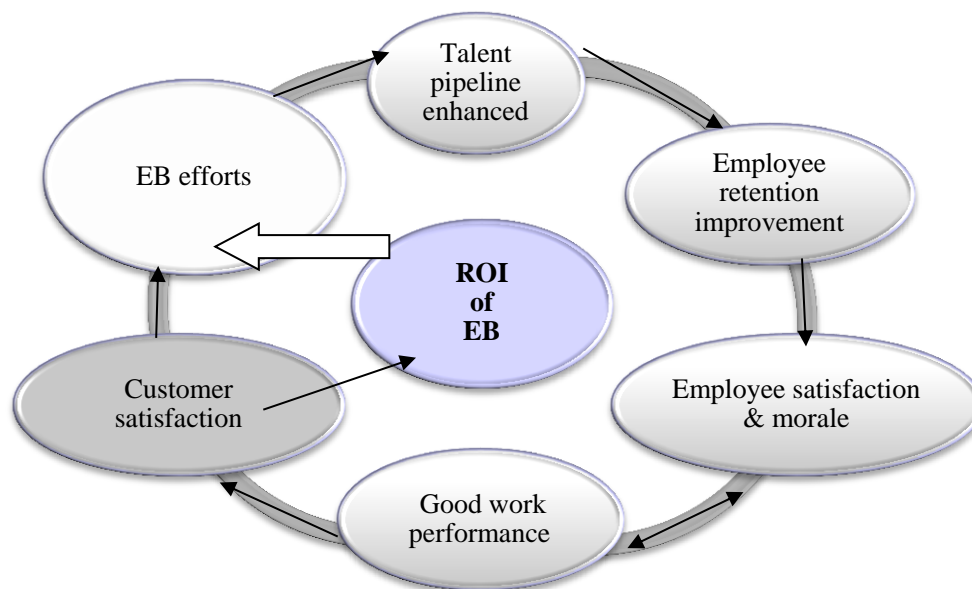 Talent
pipeline
enhanced
EB efforts
Employee
retention
improvement
ROI
of
EB
Customer
satisfaction
Employee satisfaction
& morale
Good work
performance